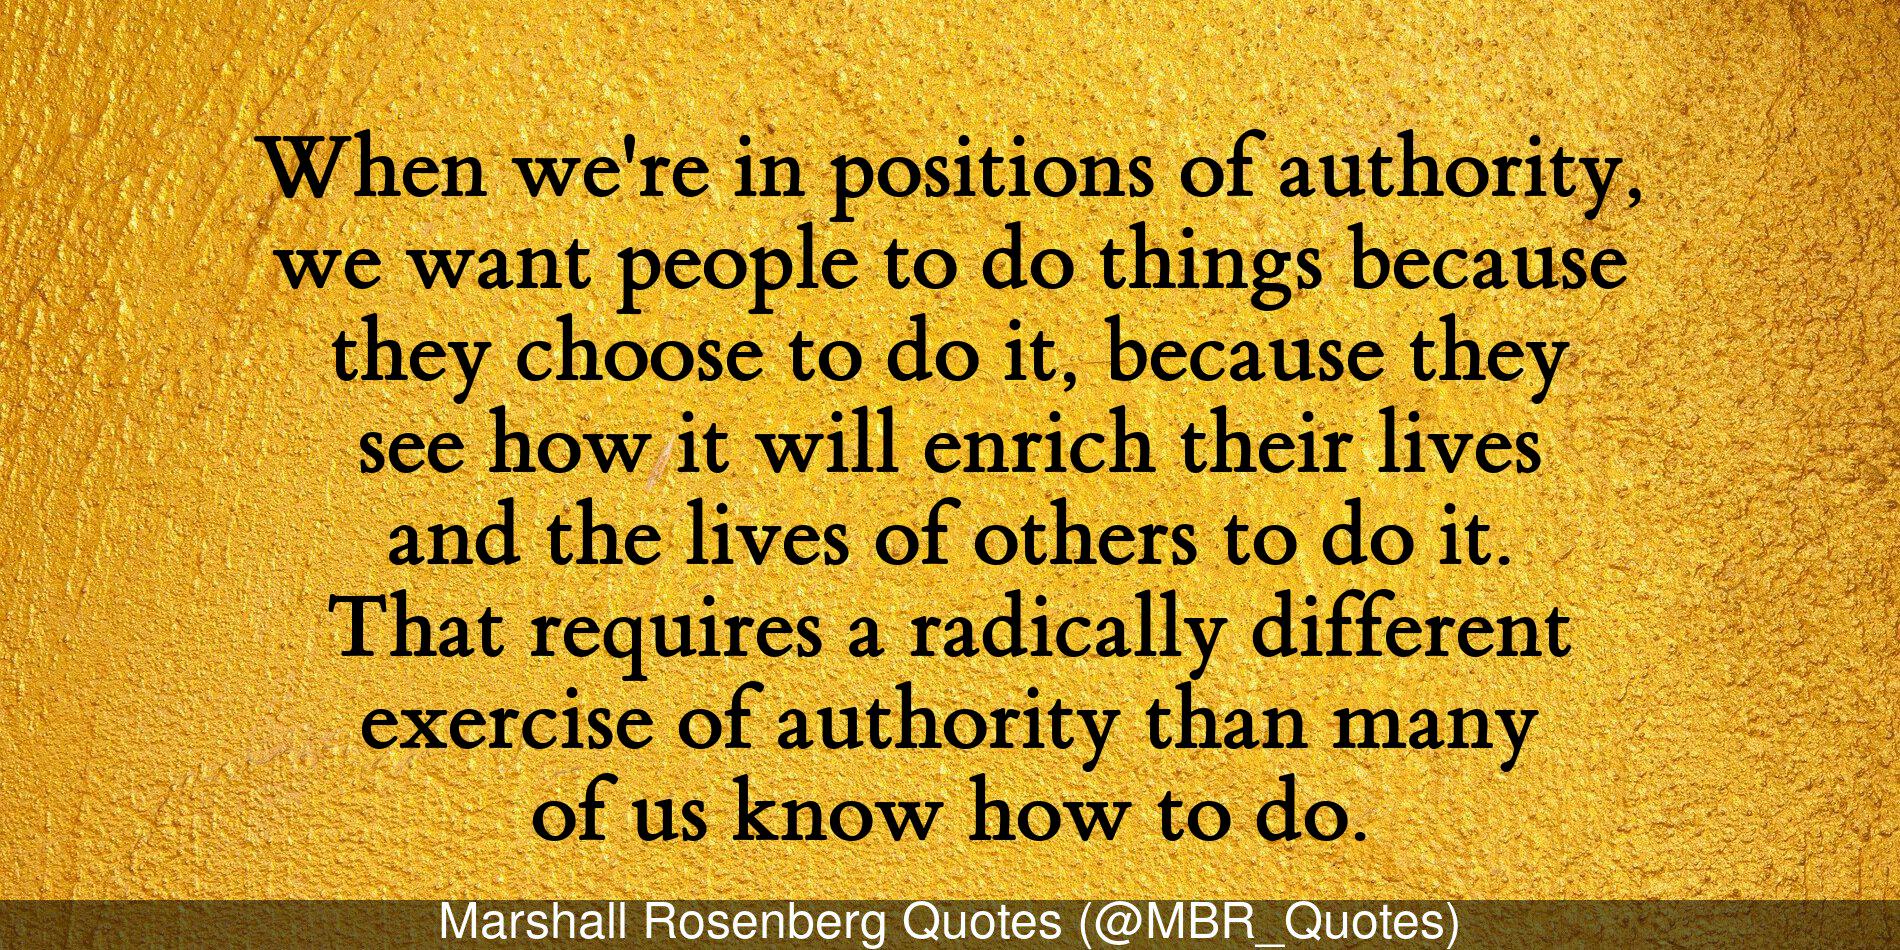 When we're in positions of authority,
we want people to do things because
they choose to do it, because they
see how it will enrich their lives
and the lives of others to do it.
That requires a radically different
exercise of authority than many
of us know how to do.
Marshall Rosenberg Quotes (@MBR_Quotes)